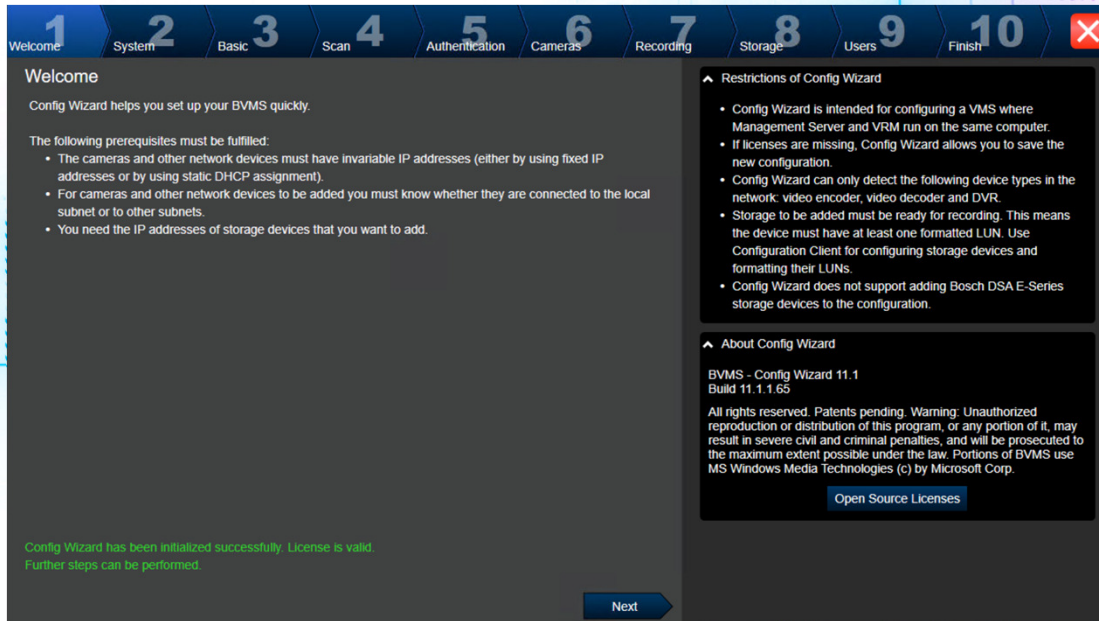 Welcome 1
System 2
Basic 3
Scan 4
Authentication 5
Cameras 6
Recording 7
Storage 8
Users 9
Finish 10
Welcome
Config Wizard helps you set up your BVMS quickly.
The following prerequisites must be fulfilled:
• The cameras and other network devices must have invariable IP addresses (either by using fixed IP
addresses or by using static DHCP assignment).
• For cameras and other network devices to be added you must know whether they are connected to the local
subnet or to other subnets.
• You need the IP addresses of storage devices that you want to add.
Config Wizard has been initialized successfully. License is valid.
Further steps can be performed.
Next
Restrictions of Config Wizard
• Config Wizard is intended for configuring a VMS where
Management Server and VRM run on the same computer.
• If licenses are missing, Config Wizard allows you to save the
new configuration.
• Config Wizard can only detect the following device types in the
network: video encoder, video decoder and DVR.
• Storage to be added must be ready for recording. This means
the device must have at least one formatted LUN. Use
Configuration Client for configuring storage devices and
formatting their LUNs.
• Config Wizard does not support adding Bosch DSA E-Series
storage devices to the configuration.
About Config Wizard
BVMS - Config Wizard 11.1
Build 11.1.1.65
All rights reserved. Patents pending. Warning: Unauthorized
reproduction or distribution of this program, or any portion of it, may
result in severe civil and criminal penalties, and will be prosecuted to
the maximum extent possible under the law. Portions of BVMS use
MS Windows Media Technologies (c) by Microsoft Corp.
Open Source Licenses